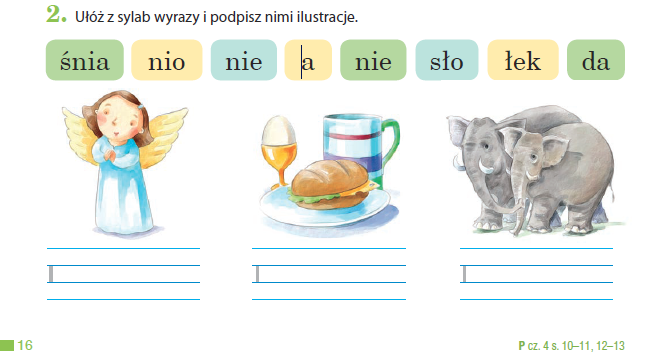 2. Ułóż z sylab wyrazy i podpisz nimi ilustracje.
śnia nio nie a nie sło łek da
16 P cz. 4 s. 10–11, 12–13